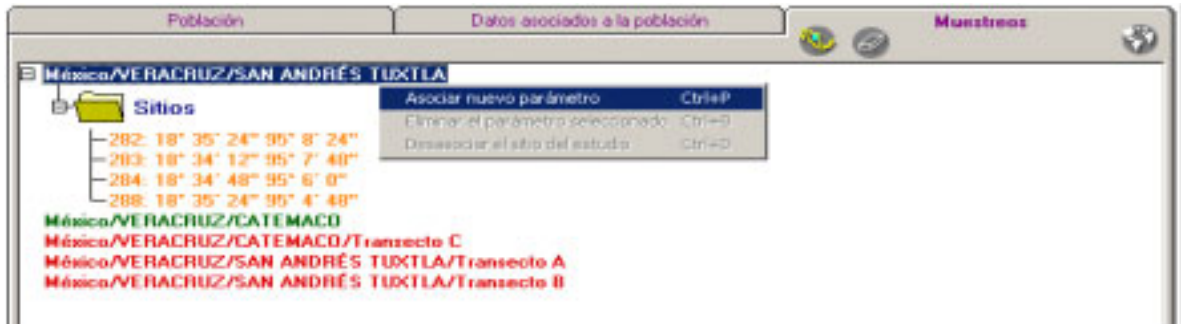 Población
Datos asociados a la población
Muestreos
México/VERACRUZ/SAN ANDRÉS TUXTLA
Sitios
282: 18° 35' 24" 95° 8' 24"
283: 18° 34' 12" 95° 7' 48"
284: 18° 34' 48" 95° 6' 0"
288: 18° 35' 24" 95° 4' 48"
Asociar nuevo parámetro Ctrl+P
Eliminar el parámetro seleccionado Ctrl+B
Desasociar el sitio del estudio Ctrl+D
México/VERACRUZ/CATEMACO
México/VERACRUZ/CATEMACO/Transecto C
México/VERACRUZ/SAN ANDRÉS TUXTLA/Transecto A
México/VERACRUZ/SAN ANDRÉS TUXTLA/Transecto B